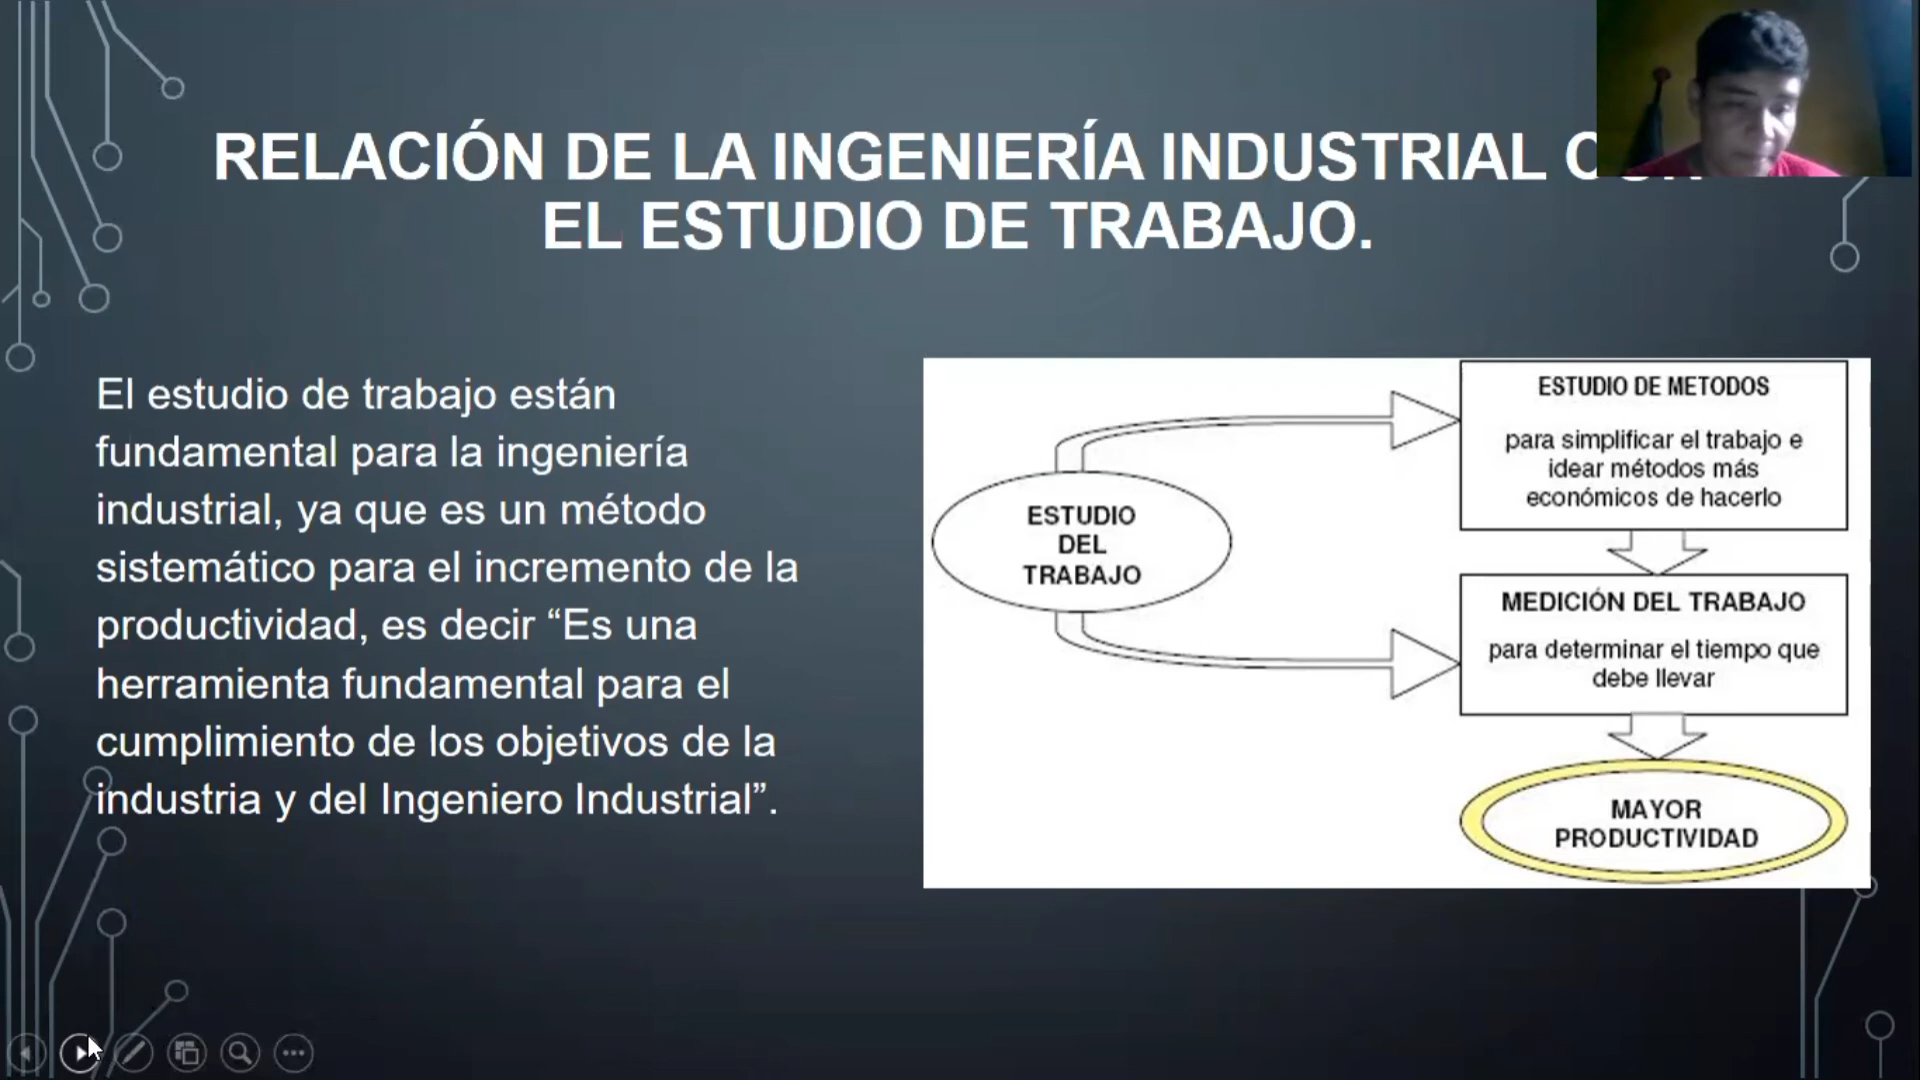 RELACIÓN DE LA INGENIERÍA INDUSTRIAL
EL ESTUDIO DE TRABAJO.
El estudio de trabajo están
fundamental para la ingeniería
industrial, ya que es un método
sistemático para el incremento de la
productividad, es decir “Es una
herramienta fundamental para el
cumplimiento de los objetivos de la
industria y del Ingeniero Industrial”.
ESTUDIO
DEL
TRABAJO
ESTUDIO DE METODOS
para simplificar el trabajo e
idear métodos más
económicos de hacerlo
MEDICIÓN DEL TRABAJO
para determinar el tiempo que
debe llevar
MAYOR
PRODUCTIVIDAD